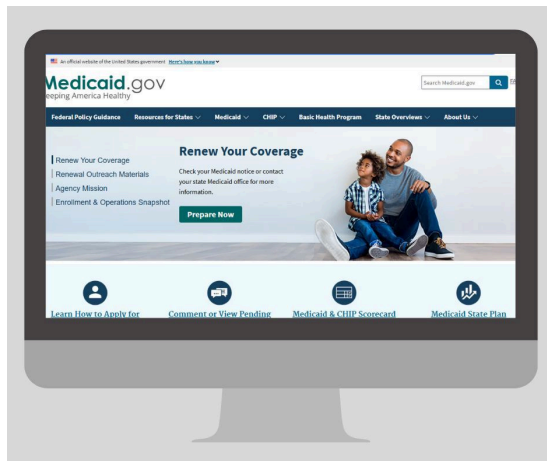 An official website of the United States government Here's how you know
Medicaid.gov
eeping America Healthy
Search Medicaid.gov
Federal Policy Guidance Resources for States Medicaid CHIP Basic Health Program State Overviews About Us
Renew Your Coverage
Renewal Outreach Materials
Agency Mission
Enrollment & Operations Snapshot
Renew Your Coverage
Check your Medicaid notice or contact
your state Medicaid office for more
information.
Prepare Now
Learn How to Apply for
Comment or View Pending
Medicaid & CHIP Scorecard
Medicaid State Plan